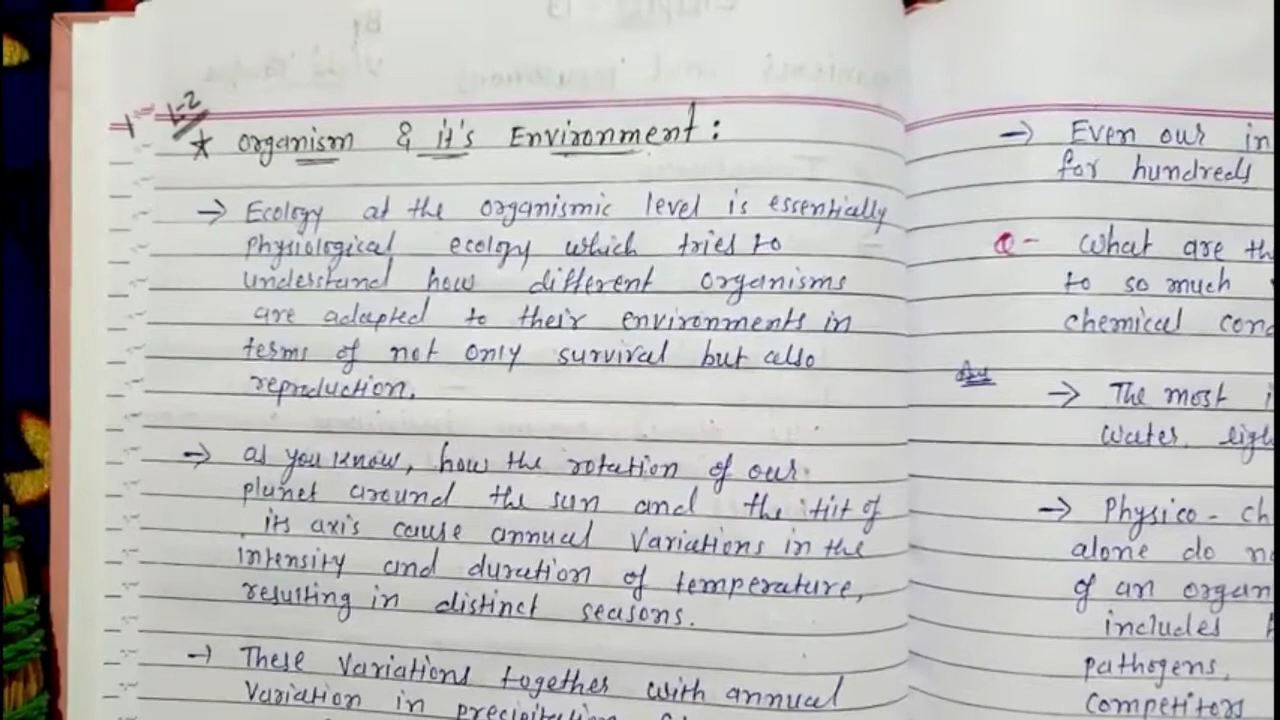 L-2
* Organism & it's Environment:
→ Ecology at the organismic level is essentially
physiological ecology which tries to
understand how different organisms
are adapted to their environments in
terms of not only survival but also
reproduction.
→ as you know, how the rotation of our
planet around the sun and the tilt of
its axis cause annual variations in the
intensity and duration of temperature,
resulting in distinct seasons.
→ These variations together with annual
variation in precipitation
→ Even our in
for hundreds
Q- What are th
to so much
chemical cond
→ The most i
water, ligh
→ Physico-ch
alone do n
of an organ
includes
pathogens,
competitors